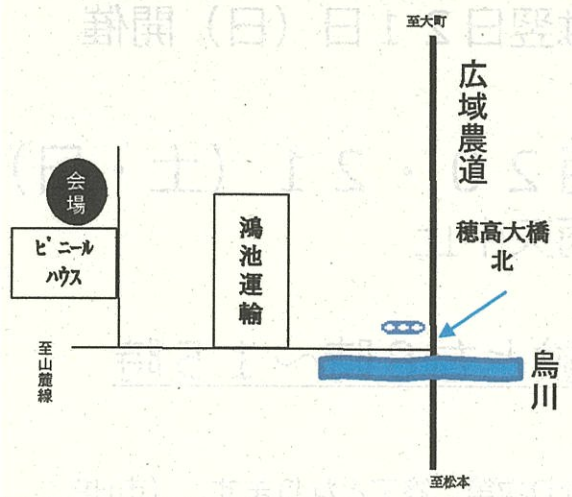 至大町
広域農道
会場
ビニール
ハウス
鴻池運輸
穂高大橋
北
至山麓線
烏川
至松本